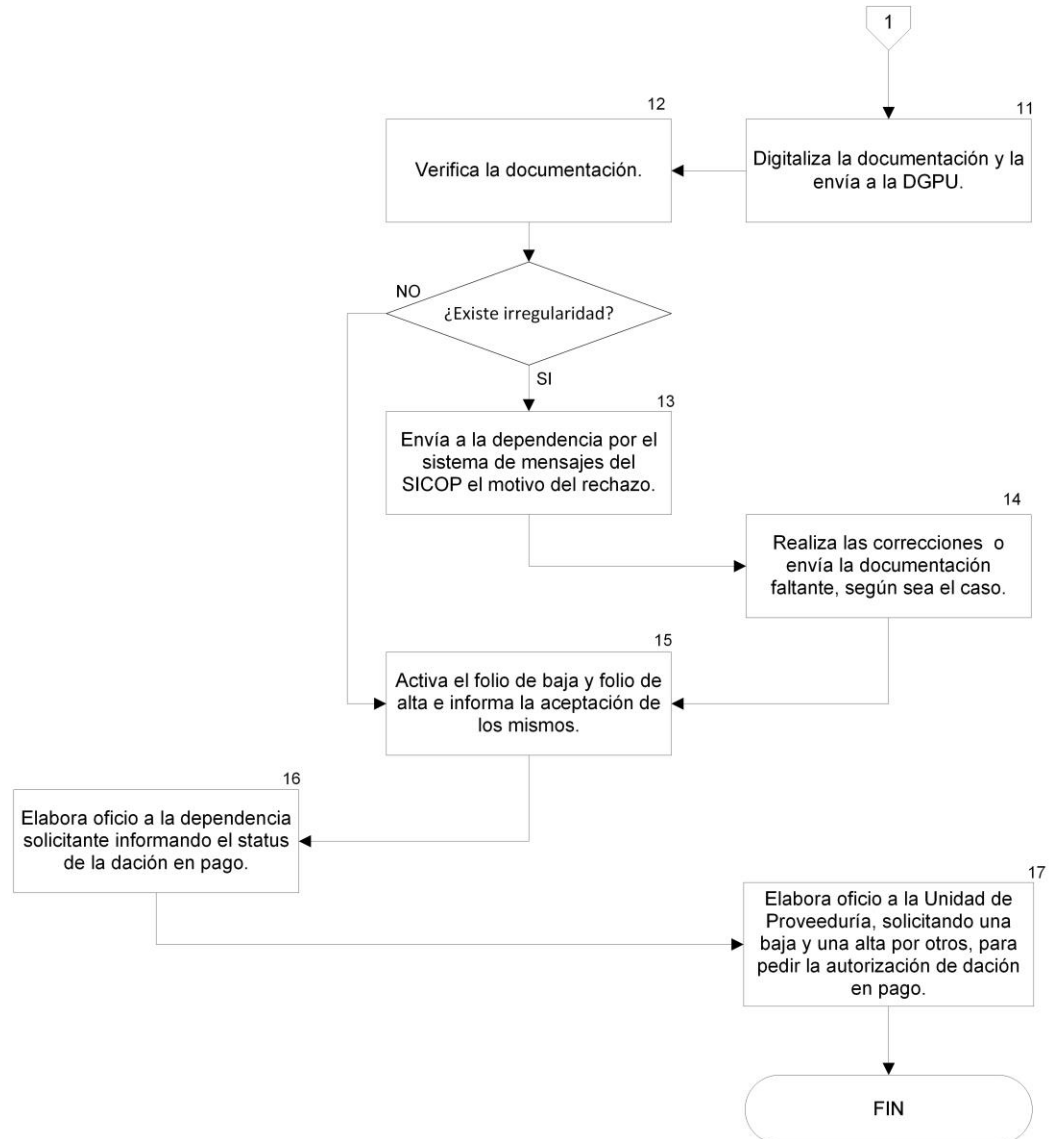 1
11
Digitaliza la documentación y la
envía a la DGPU.
12
Verifica la documentación.
¿Existe irregularidad?
NO
SI
13
Envía a la dependencia por el
sistema de mensajes del
SICOP el motivo del rechazo.
14
Realiza las correcciones o
envía la documentación
faltante, según sea el caso.
15
Activa el folio de baja y folio de
alta e informa la aceptación de
los mismos.
16
Elabora oficio a la dependencia
solicitante informando el status
de la dación en pago.
17
Elabora oficio a la Unidad de
Proveeduría, solicitando una
baja y una alta por otros, para
pedir la autorización de dación
en pago.
FIN